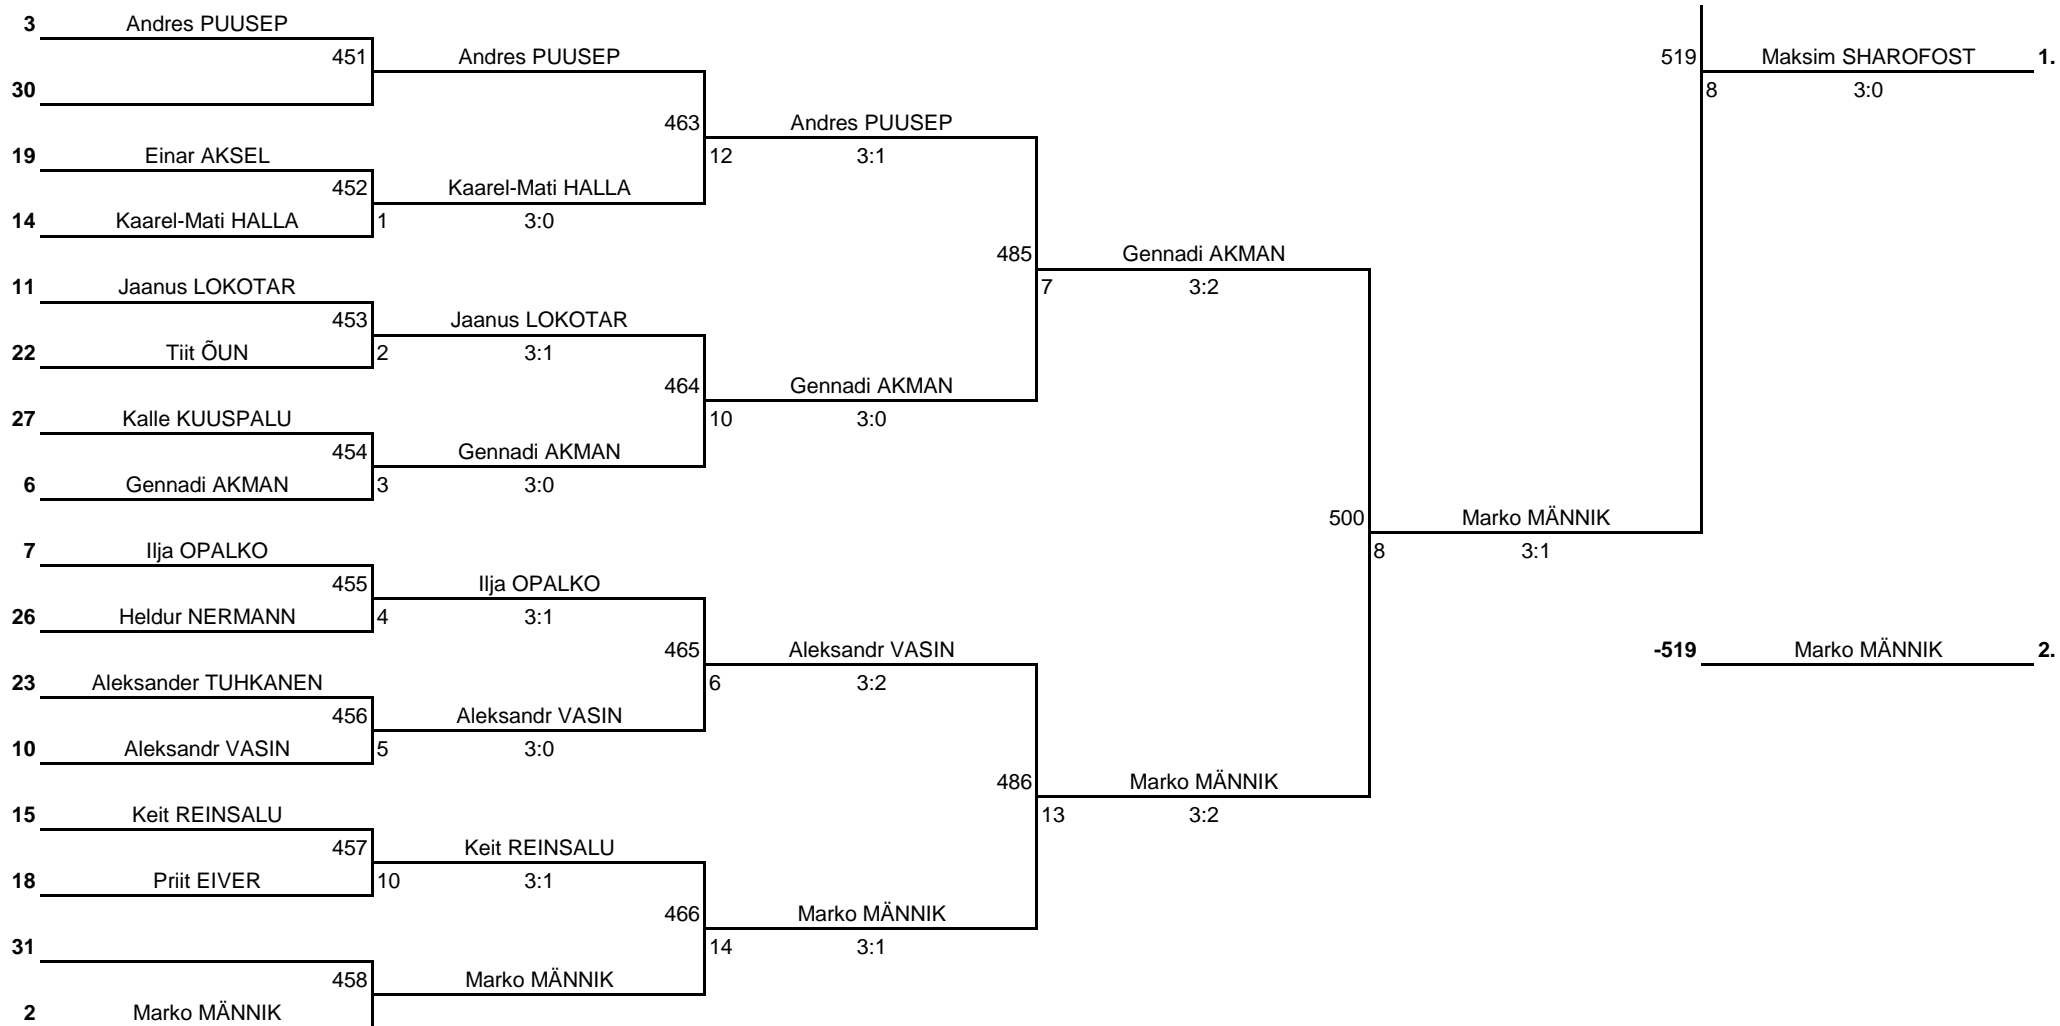 3 Andres PUUSEP
451 Andres PUUSEP 519 Maksim SHAROFOST 1.
30 8 3:0
463 Andres PUUSEP
19 Einar AKSEL 12 3:1
452 Kaarel-Mati HALLA
14 Kaarel-Mati HALLA 1 3:0
485 Gennadi AKMAN
11 Jaanus LOKOTAR 7 3:2
453 Jaanus LOKOTAR
22 Tiit ÕUN 2 3:1
464 Gennadi AKMAN
27 Kalle KUUSPALU 10 3:0
454 Gennadi AKMAN
6 Gennadi AKMAN 3 3:0
500 Marko MÄNNIK
7 Ilja OPALKO 8 3:1
455 Ilja OPALKO
26 Heldur NERMANN 4 3:1
465 Aleksandr VASIN -519 Marko MÄNNIK 2.
23 Aleksander TUHKANEN 6 3:2
456 Aleksandr VASIN
10 Aleksandr VASIN 5 3:0
486 Marko MÄNNIK
15 Keit REINSALU 13 3:2
457 Keit REINSALU
18 Priit EIVER 10 3:1
466 Marko MÄNNIK
31 14 3:1
458 Marko MÄNNIK
2 Marko MÄNNIK